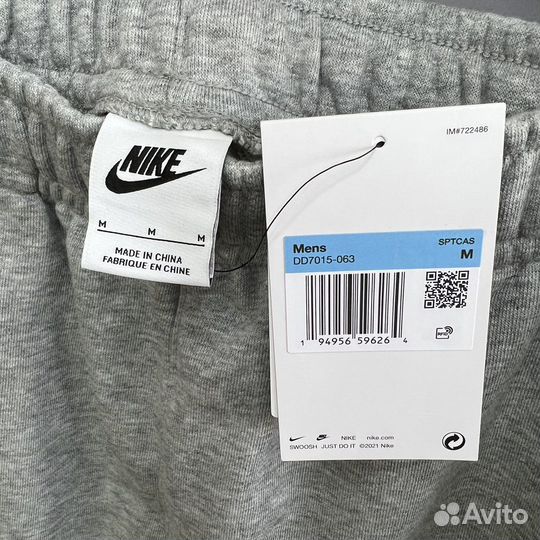 NIKE
M M M
MADE IN CHINA
FABRIQUE EN CHINE
IM#722486
Mens SPTCAS
DD7015-063 M
1 94956 59626 4
RFID
NIKE nike.com
SWOOSH JUST DO IT ©2021 Nike
Avito